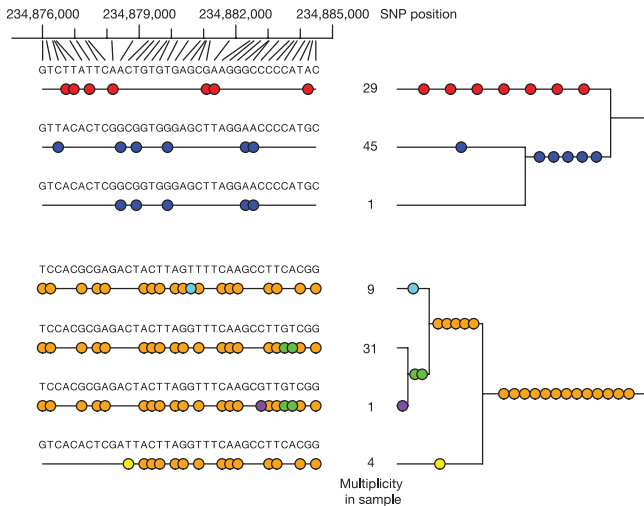 234,876,000 234,879,000 234,882,000 234,885,000 SNP position
GTCTTATTCAACTGTGTGAGCGAAGGGCCCCCATAC
29
GTTACACTCGGCGGTGGGAGCTTAGGAACCCCATGC
45
GTCACACTCGGCGGTGGGAGCTTAGGAACCCCATGC
1
TCCACGCGAGACTACTTAGTTTTCAAGCCTTCACGG
9
TCCACGCGAGACTACTTAGGTTTCAAGCCTTGTCGG
31
TCCACGCGAGACTACTTAGGTTTCAAGCGTTGTCGG
1
GTCACACTCGATTACTTAGGTTTCAAGCCTTCACGG
4
Multiplicity
in sample